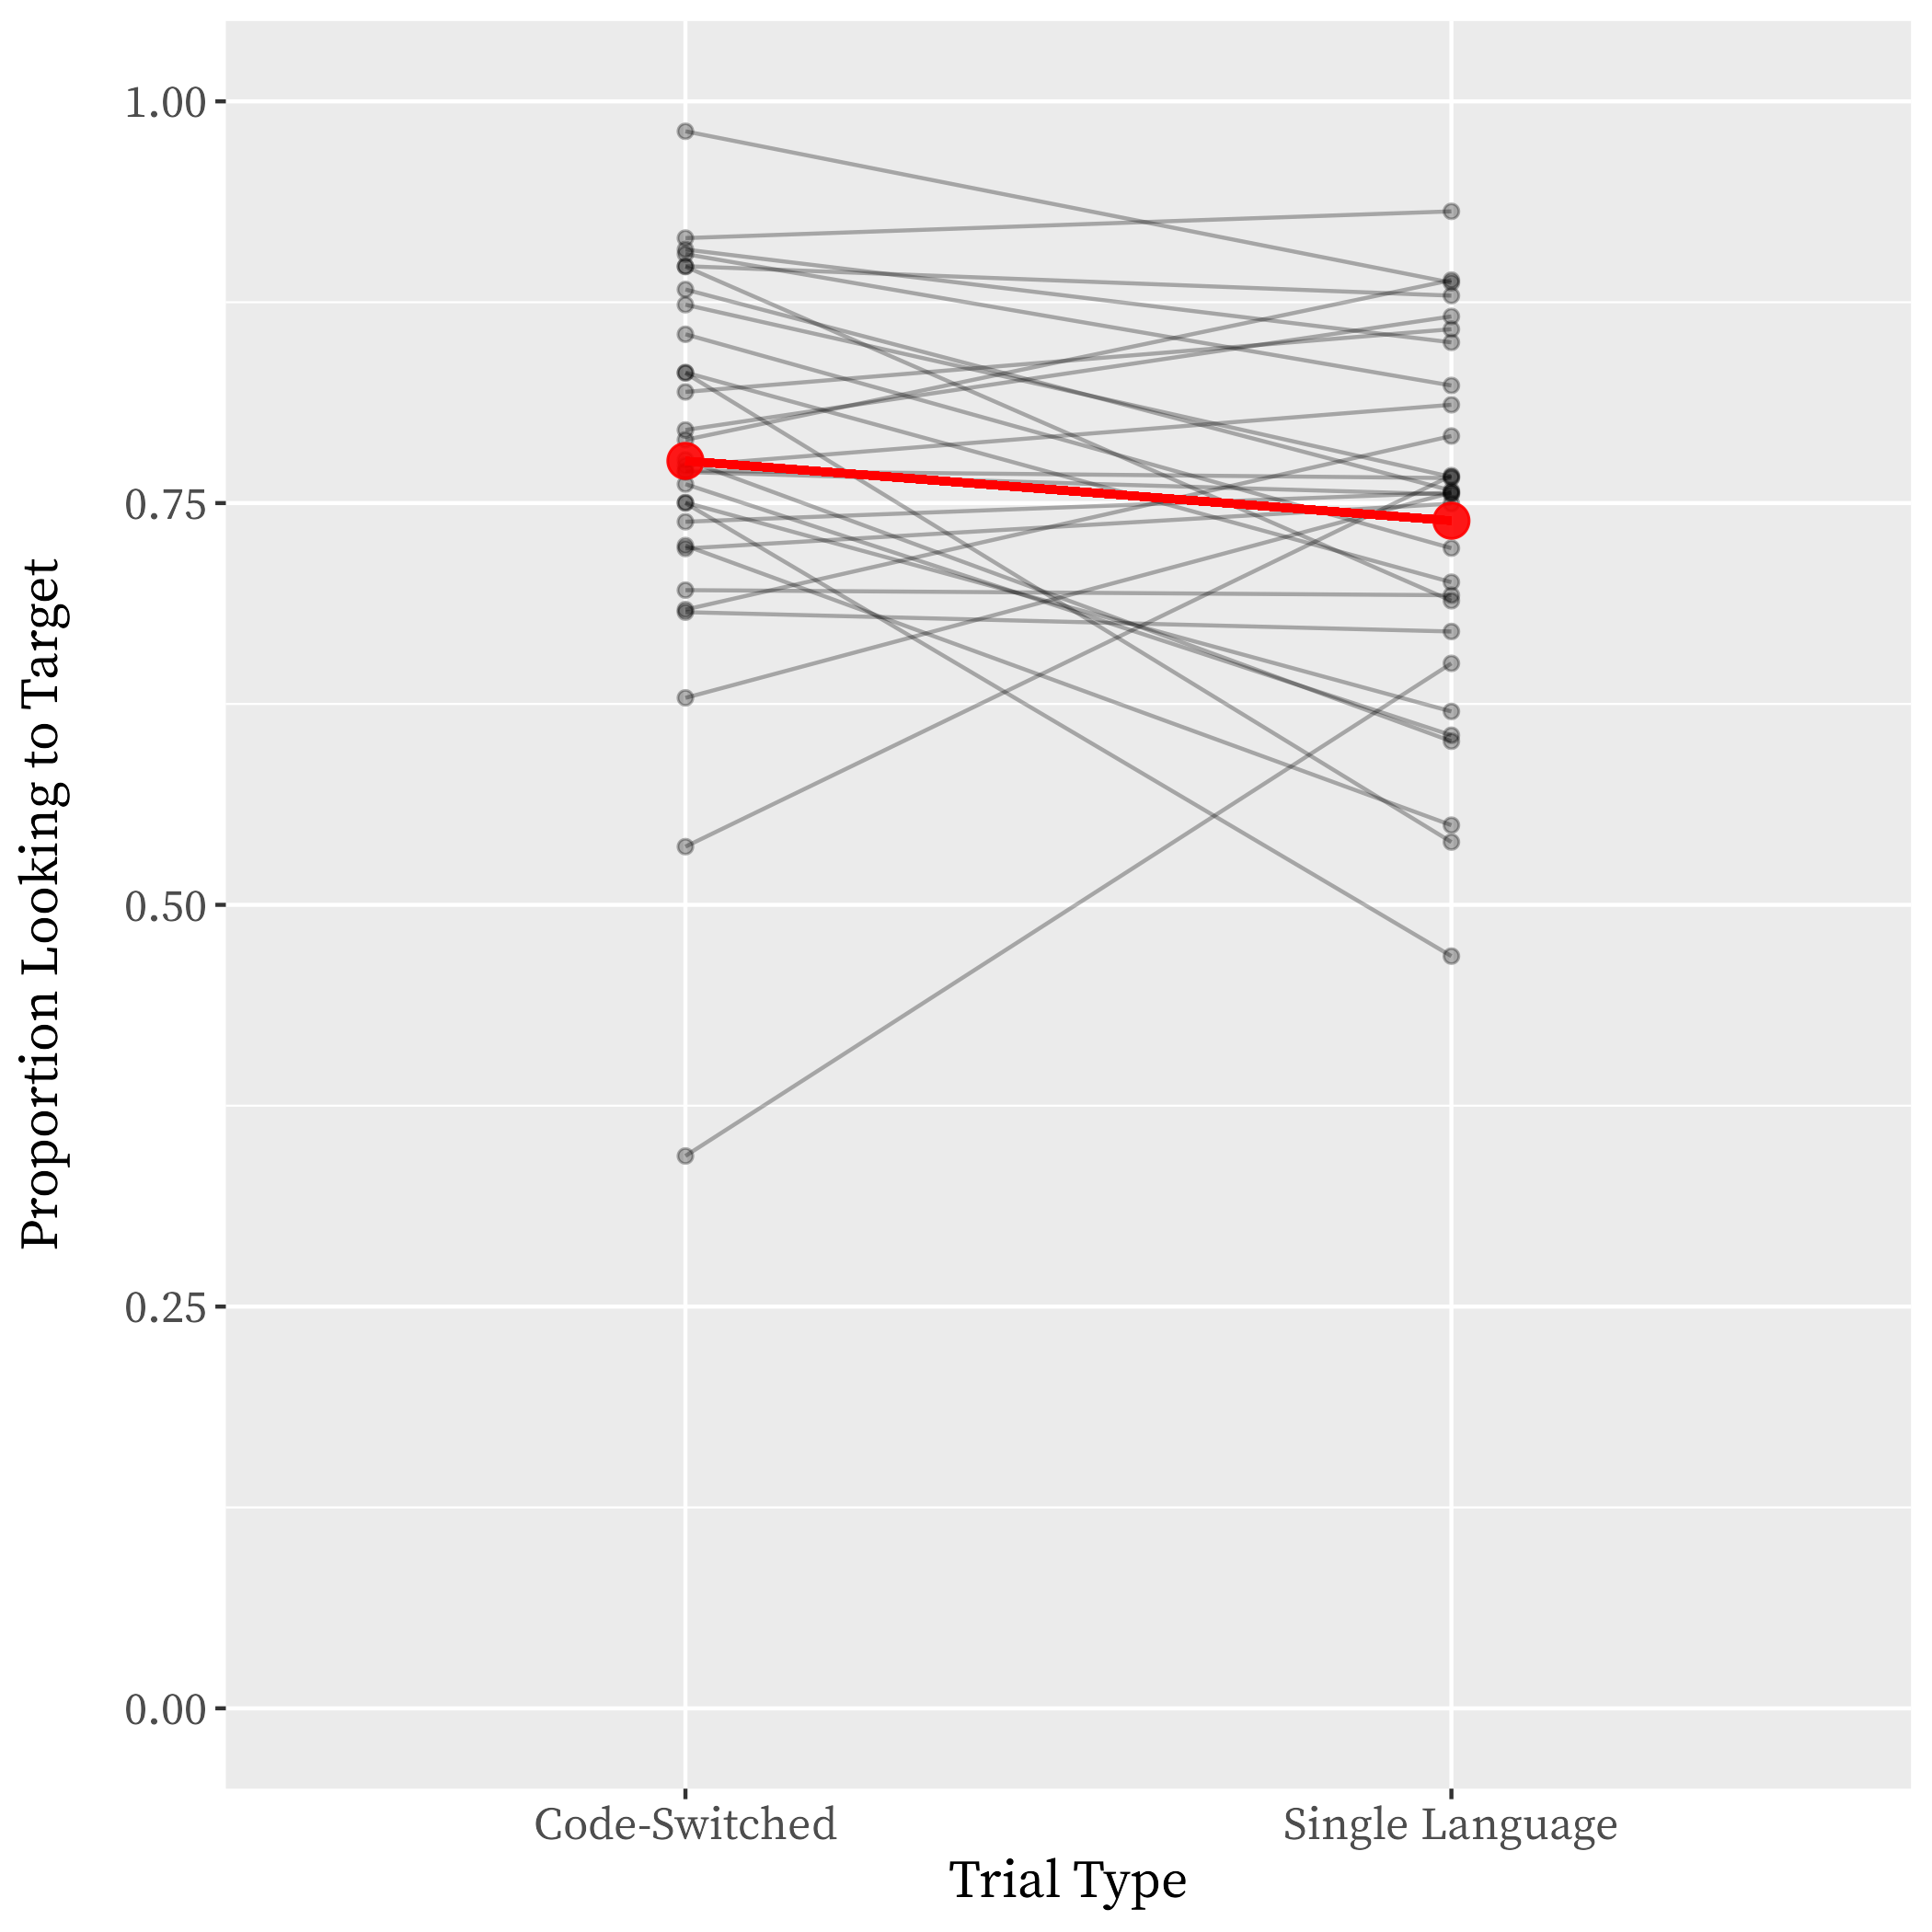 Proportion Looking to Target
1.00
0.75
0.50
0.25
0.00
Code-Switched
Single Language
Trial Type